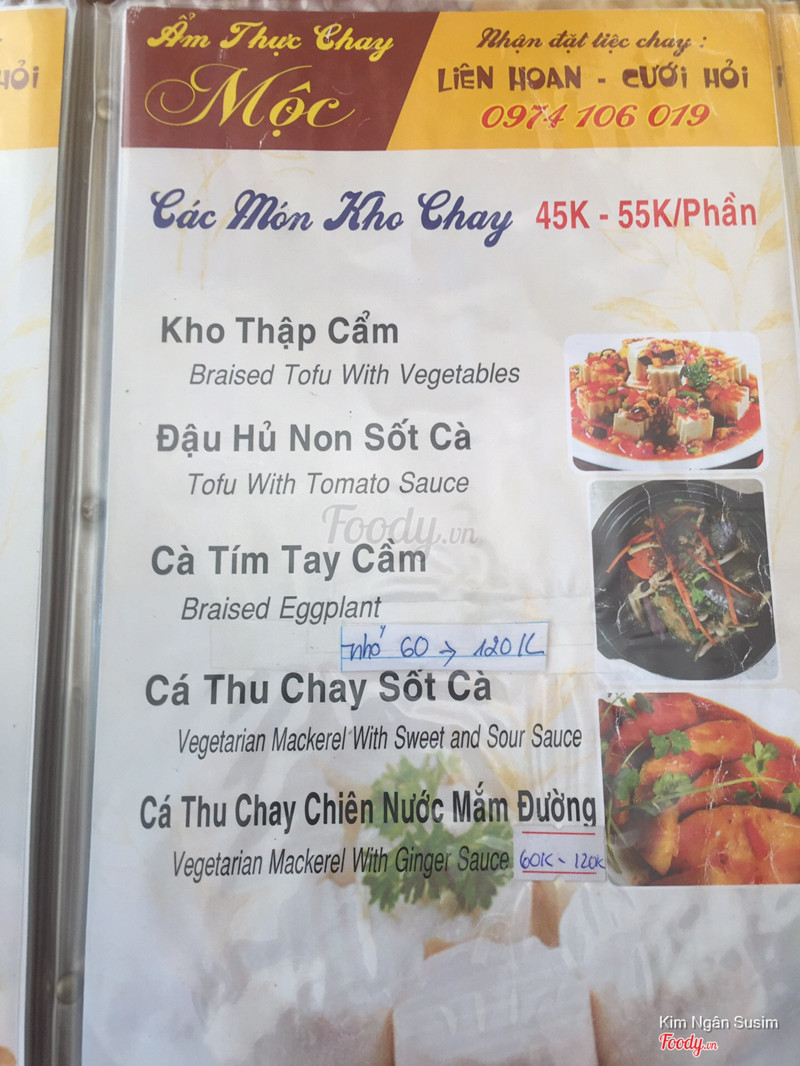 HỎI
Ẩm Thực Chay
Mộc
Nhận đặt tiệc chay :
LIÊN HOAN - CƯỚI HỎI
0974 106 019
Các Món Kho Chay 45K - 55K/Phần
Kho Thập Cẩm
Braised Tofu With Vegetables
Đậu Hủ Non Sốt Cà
Tofu With Tomato Sauce
Foody.vn
Cà Tím Tay Cầm
Braised Eggplant
nhỏ 60 → 120K
Cá Thu Chay Sốt Cà
Vegetarian Mackerel With Sweet and Sour Sauce
Cá Thu Chay Chiên Nước Mắm Đường
Vegetarian Mackerel With Ginger Sauce 60K - 120K
Kim Ngân Susim
Foody.vn